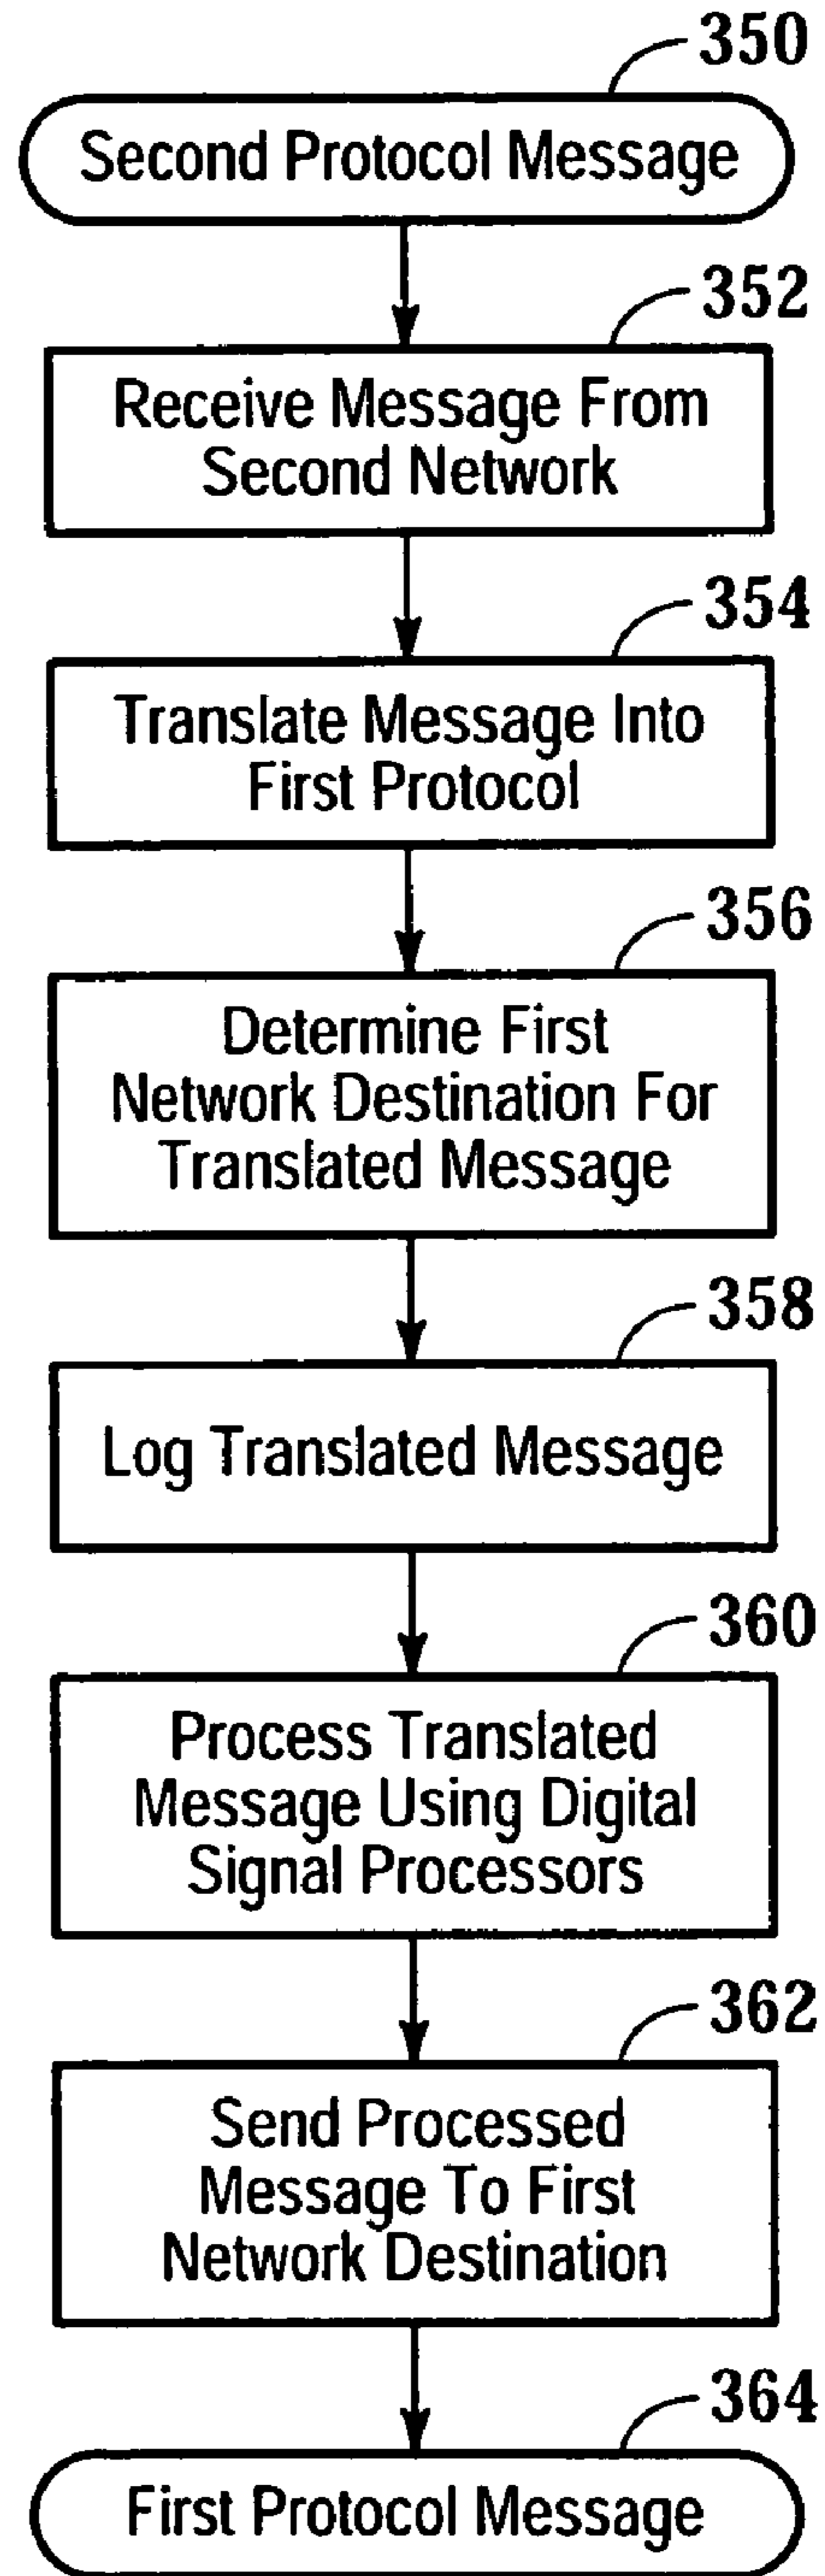 350
Second Protocol Message
352
Receive Message From
Second Network
354
Translate Message Into
First Protocol
356
Determine First
Network Destination For
Translated Message
358
Log Translated Message
360
Process Translated
Message Using Digital
Signal Processors
362
Send Processed
Message To First
Network Destination
364
First Protocol Message